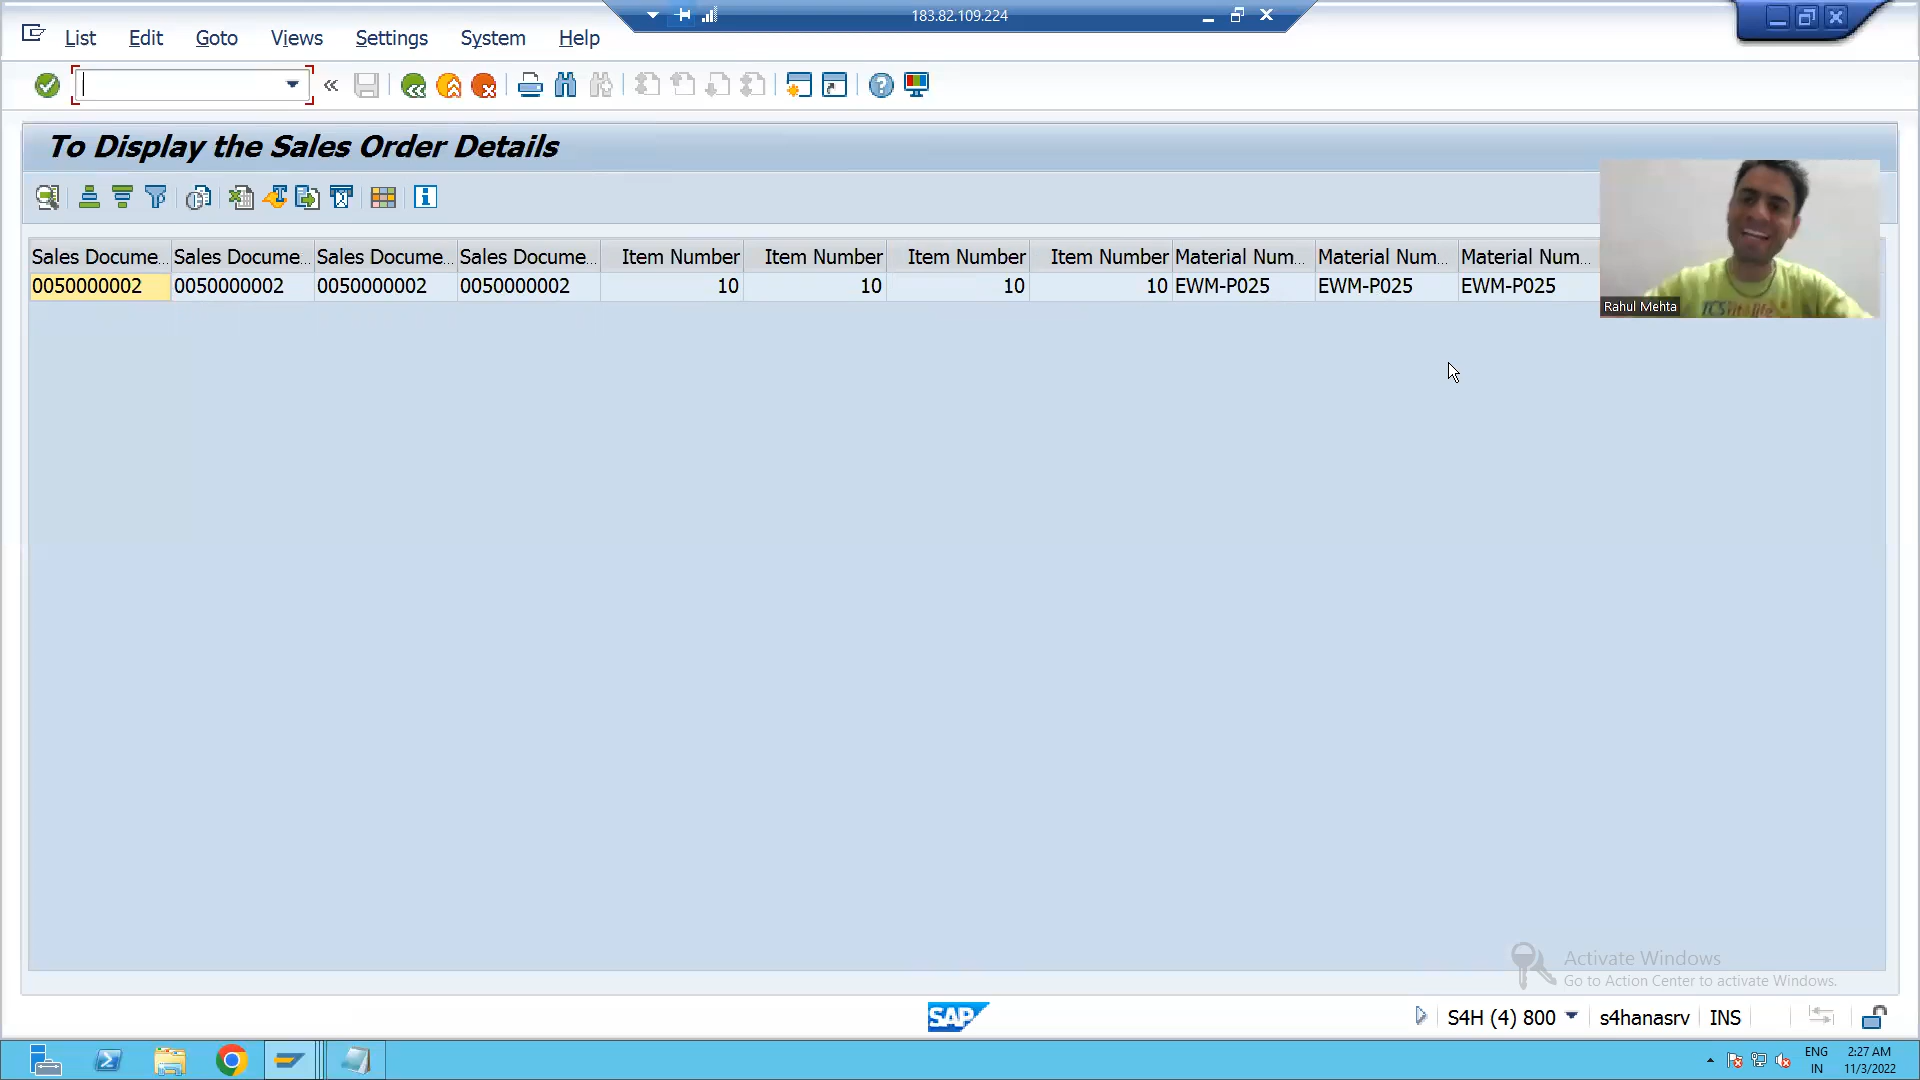 183.82.109.224
List Edit Goto Views Settings System Help
To Display the Sales Order Details
Sales Docume... Sales Docume... Sales Docume... Sales Docume... Item Number Item Number Item Number Item Number Material Num... Material Num... Material Num...
0050000002 0050000002 0050000002 0050000002 10 10 10 10 EWM-P025 EWM-P025 EWM-P025
Rahul Mehta
Activate Windows
Go to Action Center to activate Windows.
SAP S4H (4) 800 s4hanasrv INS
ENG 2:27 AM
IN 11/3/2022